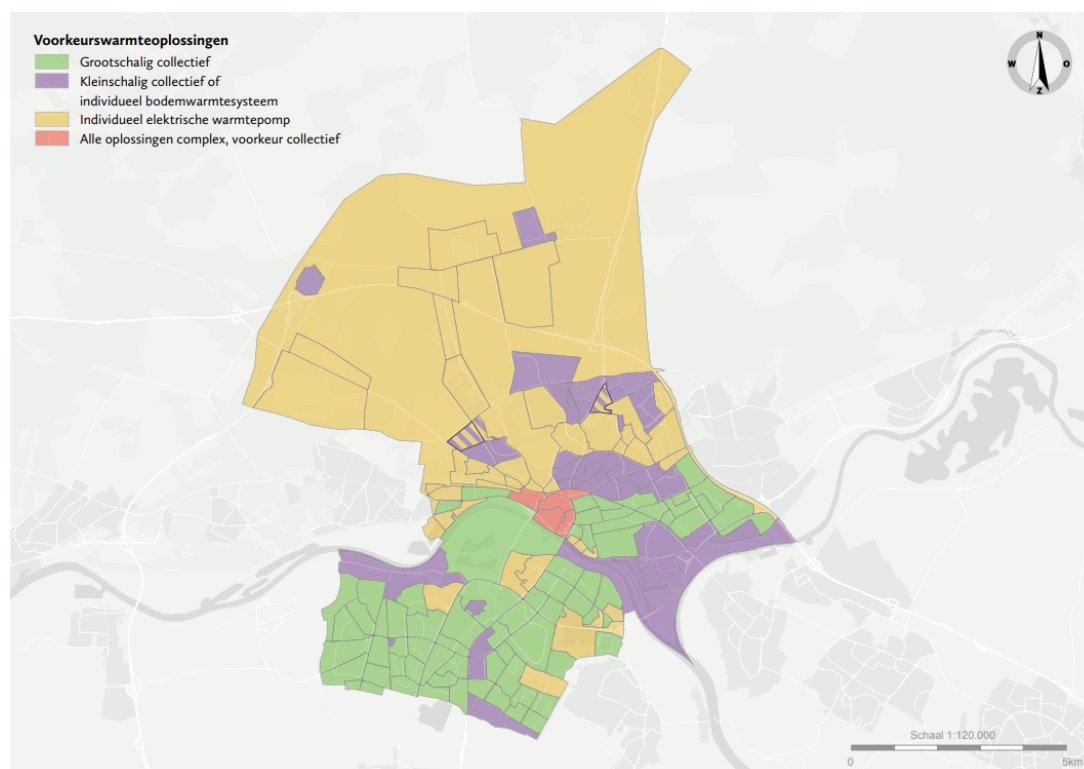 Voorkeurswarmteoplossingen
Grootschalig collectief
Kleinschalig collectief of
individueel bodemwarmtesysteem
Individueel elektrische warmtepomp
Alle oplossingen complex, voorkeur collectief
N
W
O
Z
Schaal 1:120.000
0
5km